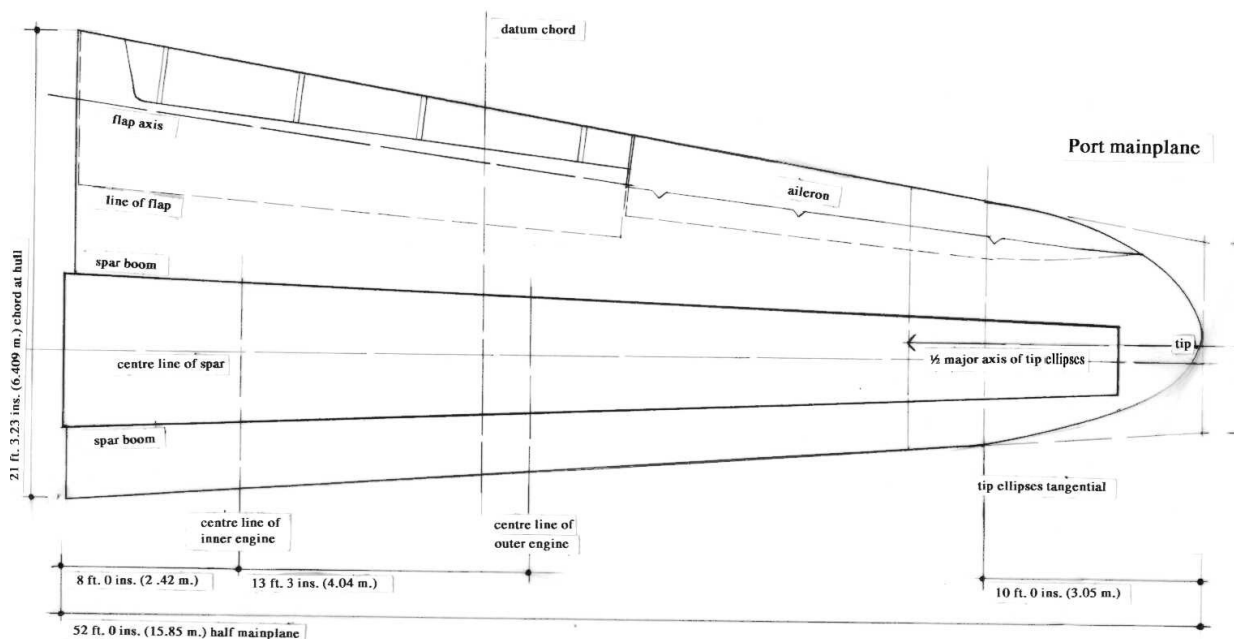 datum chord
flap axis
Port mainplane
aileron
line of flap
21 ft. 3.23 ins. (6.409 m.) chord at hull
spar boom
tip
centre line of spar
½ major axis of tip ellipses
spar boom
tip ellipses tangential
centre line of
inner engine
centre line of
outer engine
8 ft. 0 ins. (2.42 m.)
13 ft. 3 ins. (4.04 m.)
10 ft. 0 ins. (3.05 m.)
52 ft. 0 ins. (15.85 m.) half mainplane